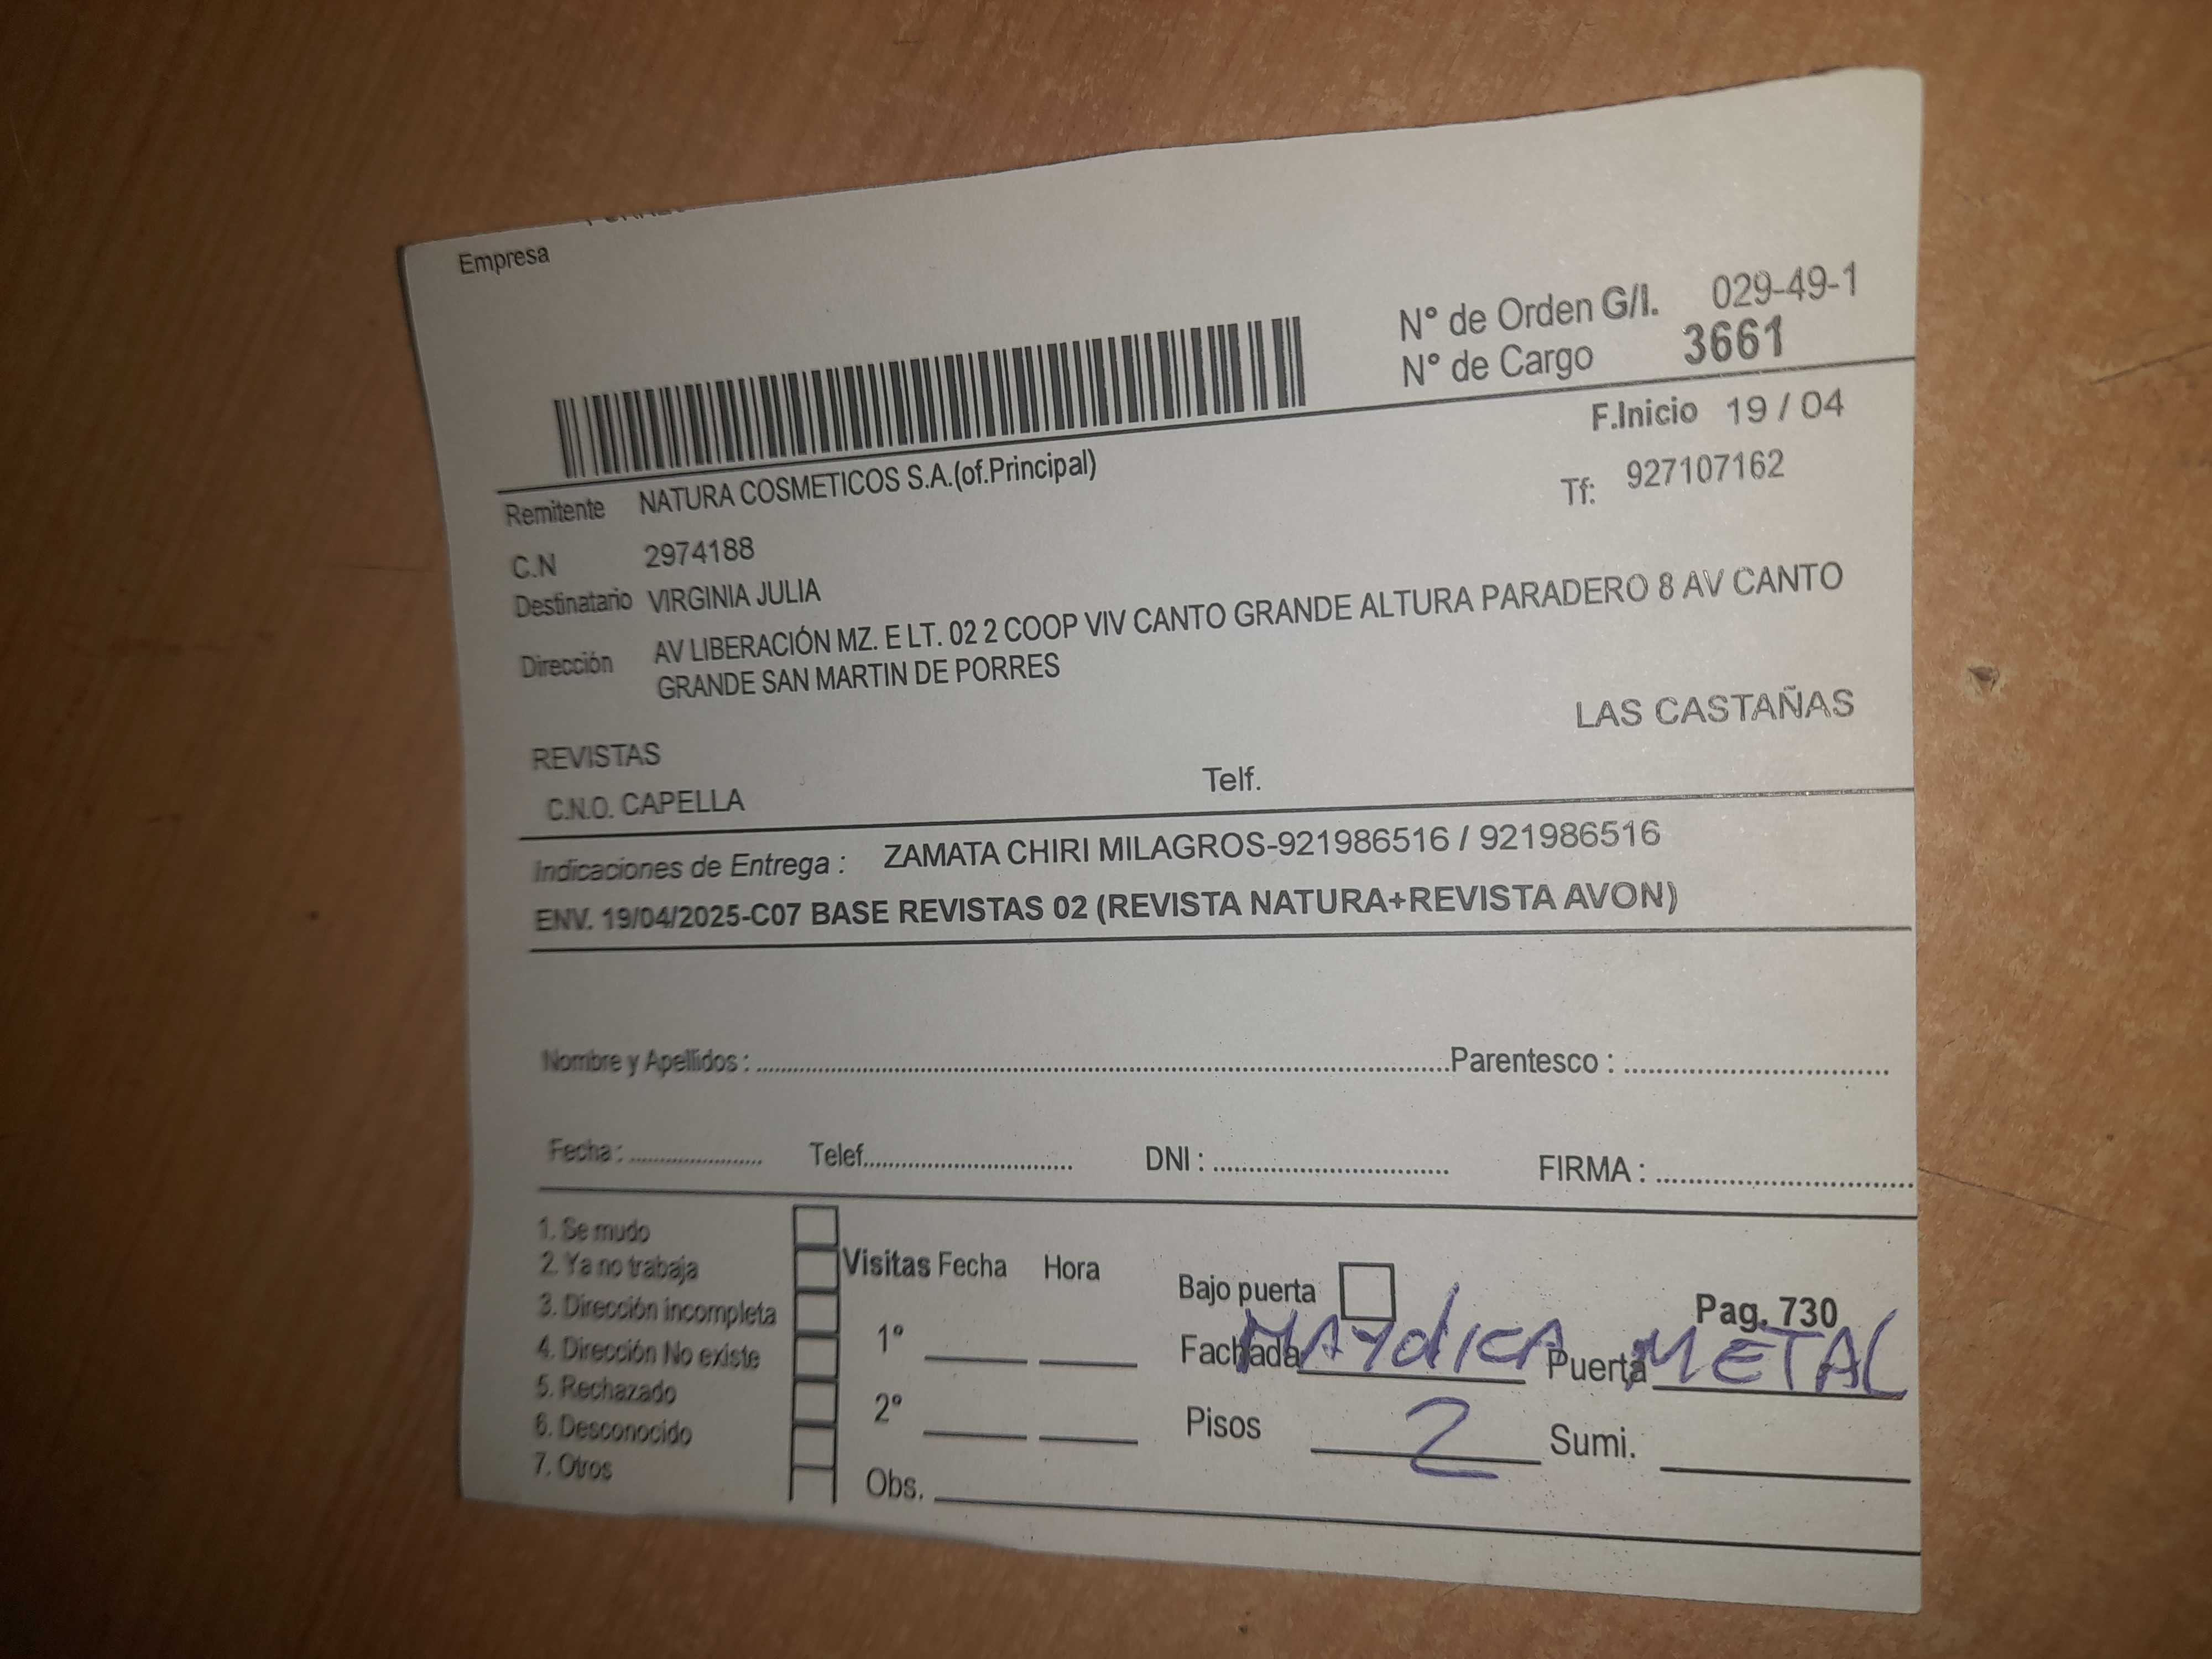 Empresa
N° de Orden G/I. 029-49-1
N° de Cargo 3661
F.Inicio 19 / 04
Remitente NATURA COSMETICOS S.A.(of.Principal)
Tf: 927107162
C.N 2974188
Destinatario VIRGINIA JULIA
Dirección AV LIBERACIÓN MZ. E LT. 02 2 COOP VIV CANTO GRANDE ALTURA PARADERO 8 AV CANTO
GRANDE SAN MARTIN DE PORRES
LAS CASTAÑAS
REVISTAS
C.N.O. CAPELLA Telf.
Indicaciones de Entrega : ZAMATA CHIRI MILAGROS-921986516 / 921986516
ENV. 19/04/2025-C07 BASE REVISTAS 02 (REVISTA NATURA+REVISTA AVON)
Nombre y Apellidos : Parentesco :
Fecha : Telef. DNI : FIRMA :
1. Se mudo
2. Ya no trabaja
3. Dirección incompleta
4. Dirección No existe
5. Rechazado
6. Desconocido
7. Otros
Visitas Fecha Hora
1°
2°
Obs.
Bajo puerta
Pag. 730
Fachada Puerta METAL
Pisos 2 Sumi.